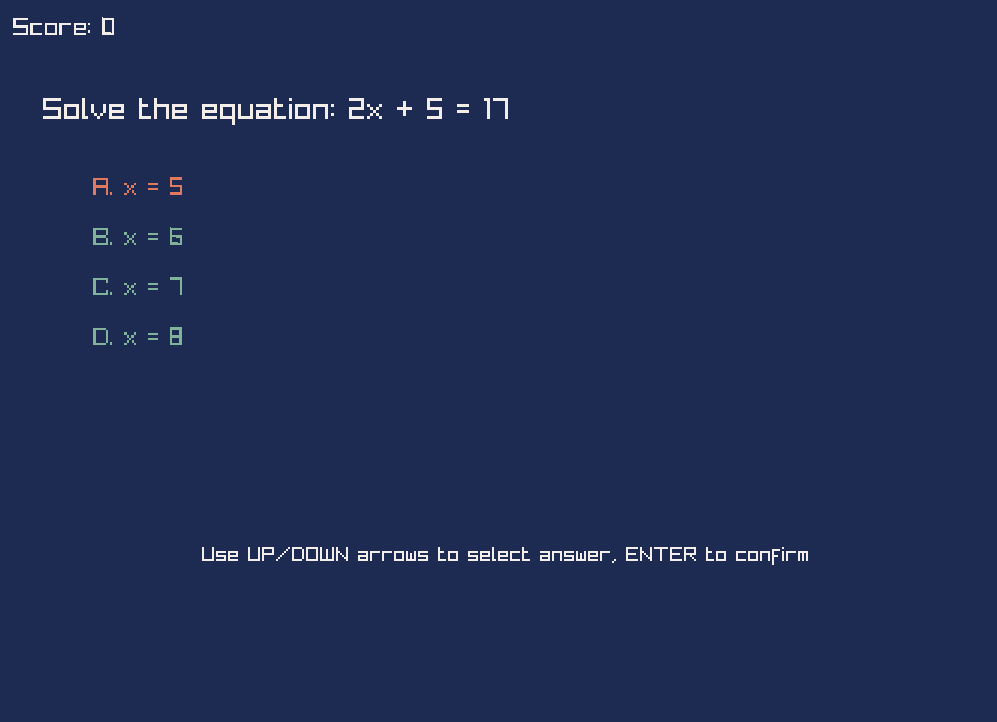 Score: 0
Solve the equation: 2x + 5 = 17
A. x = 5
B. x = 6
C. x = 7
D. x = 8
Use UP/DOWN arrows to select answer, ENTER to confirm